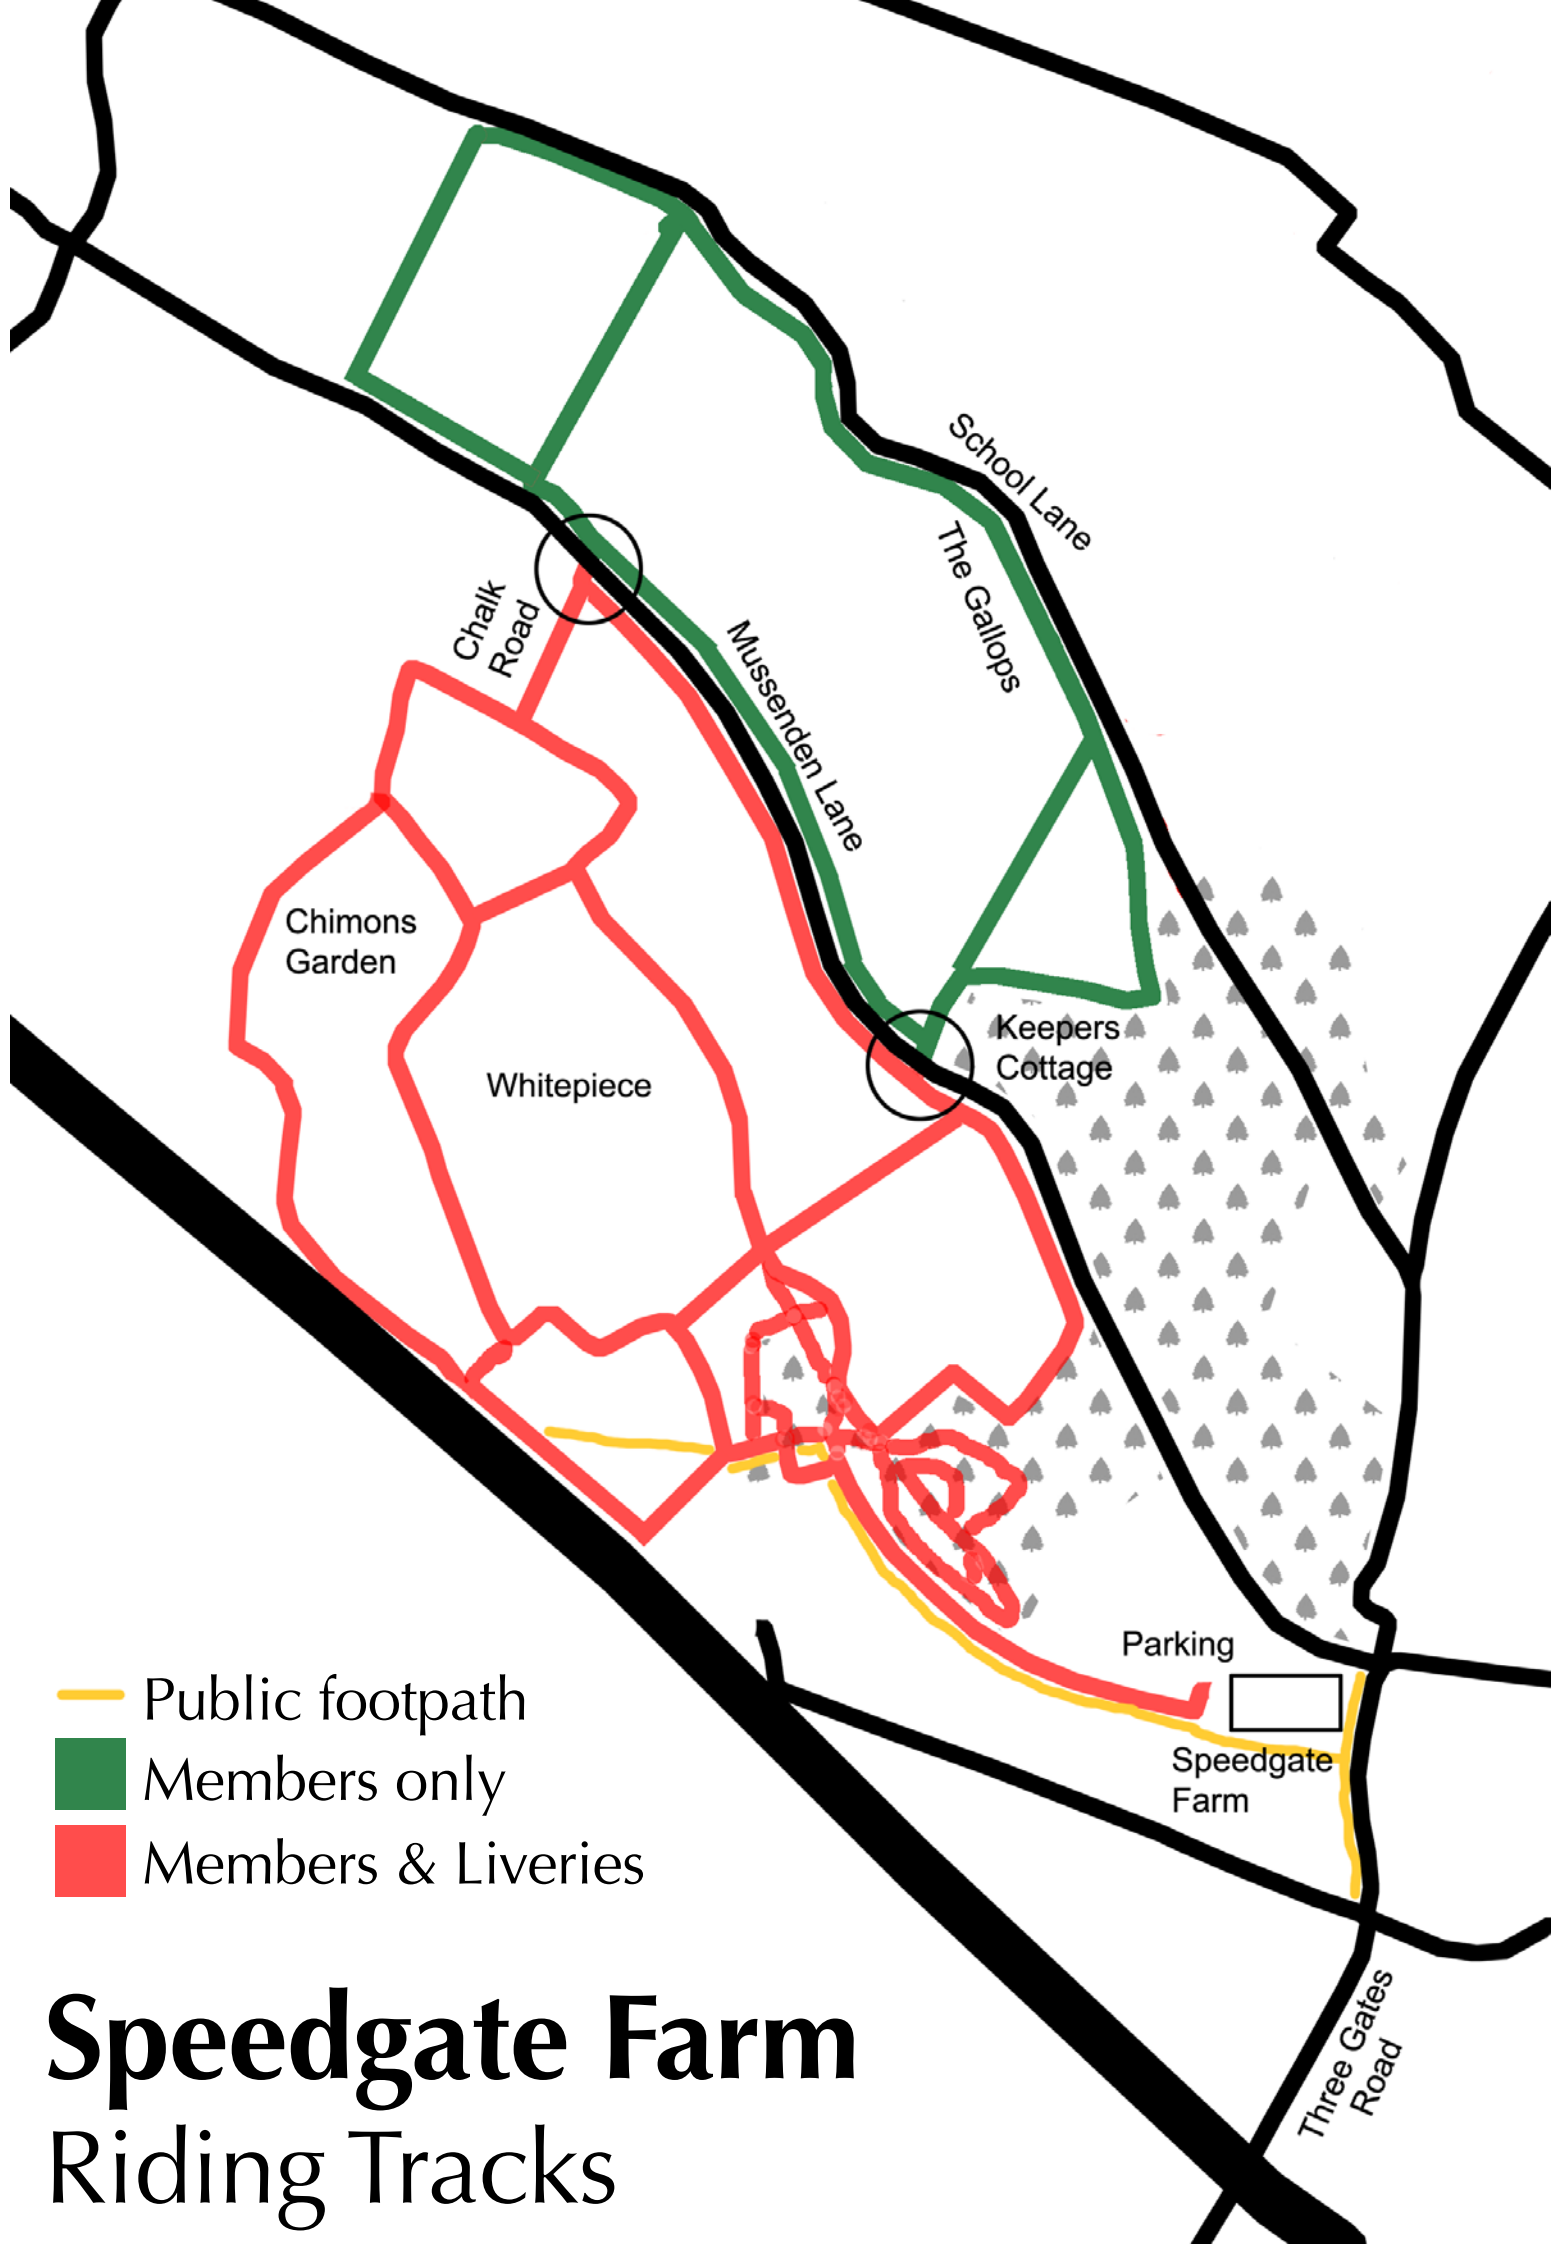 School Lane
The Gallops
Chalk
Road
Mussenden Lane
Chimons
Garden
Whitepiece
Keepers
Cottage
Parking
Speedgate
Farm
Public footpath
Members only
Members & Liveries
Three Gates
Road
Speedgate Farm
Riding Tracks